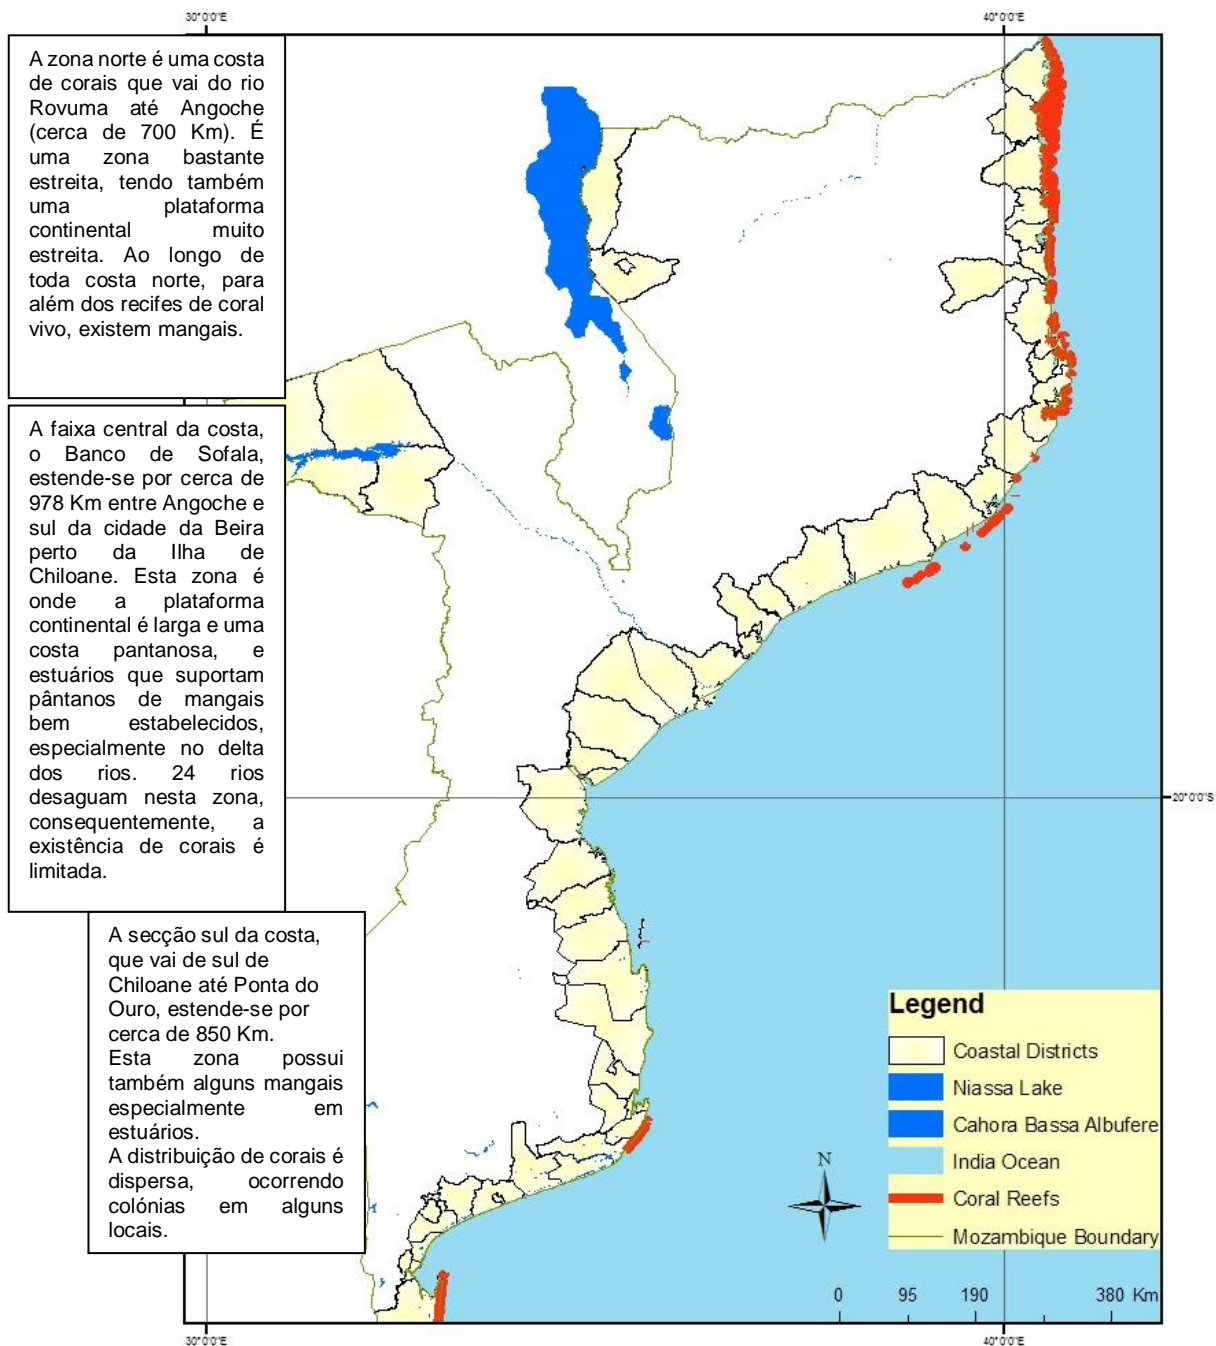 30°0'0"E
40°0'0"E
A zona norte é uma costa
de corais que vai do rio
Rovuma até Angoche
(cerca de 700 Km). É
uma zona bastante
estreita, tendo também
uma plataforma
continental muito
estreita. Ao longo de
toda costa norte, para
além dos recifes de coral
vivo, existem mangais.
A faixa central da costa,
o Banco de Sofala,
estende-se por cerca de
978 Km entre Angoche e
sul da cidade da Beira
perto da Ilha de
Chiloane. Esta zona é
onde a plataforma
continental é larga e uma
costa pantanosa, e
estuários que suportam
pântanos de mangais
bem estabelecidos,
especialmente no delta
dos rios. 24 rios
desaguam nesta zona,
consequentemente, a
existência de corais é
limitada.
20°0'0"S
A secção sul da costa,
que vai de sul de
Chiloane até Ponta do
Ouro, estende-se por
cerca de 850 Km.
Esta zona possui
também alguns mangais
especialmente em
estuários.
A distribuição de corais é
dispersa, ocorrendo
colónias em alguns
locais.
Legend
Coastal Districts
Niassa Lake
Cahora Bassa Albufere
India Ocean
Coral Reefs
Mozambique Boundary
N
0 95 190 380 Km
30°0'0"E
40°0'0"E